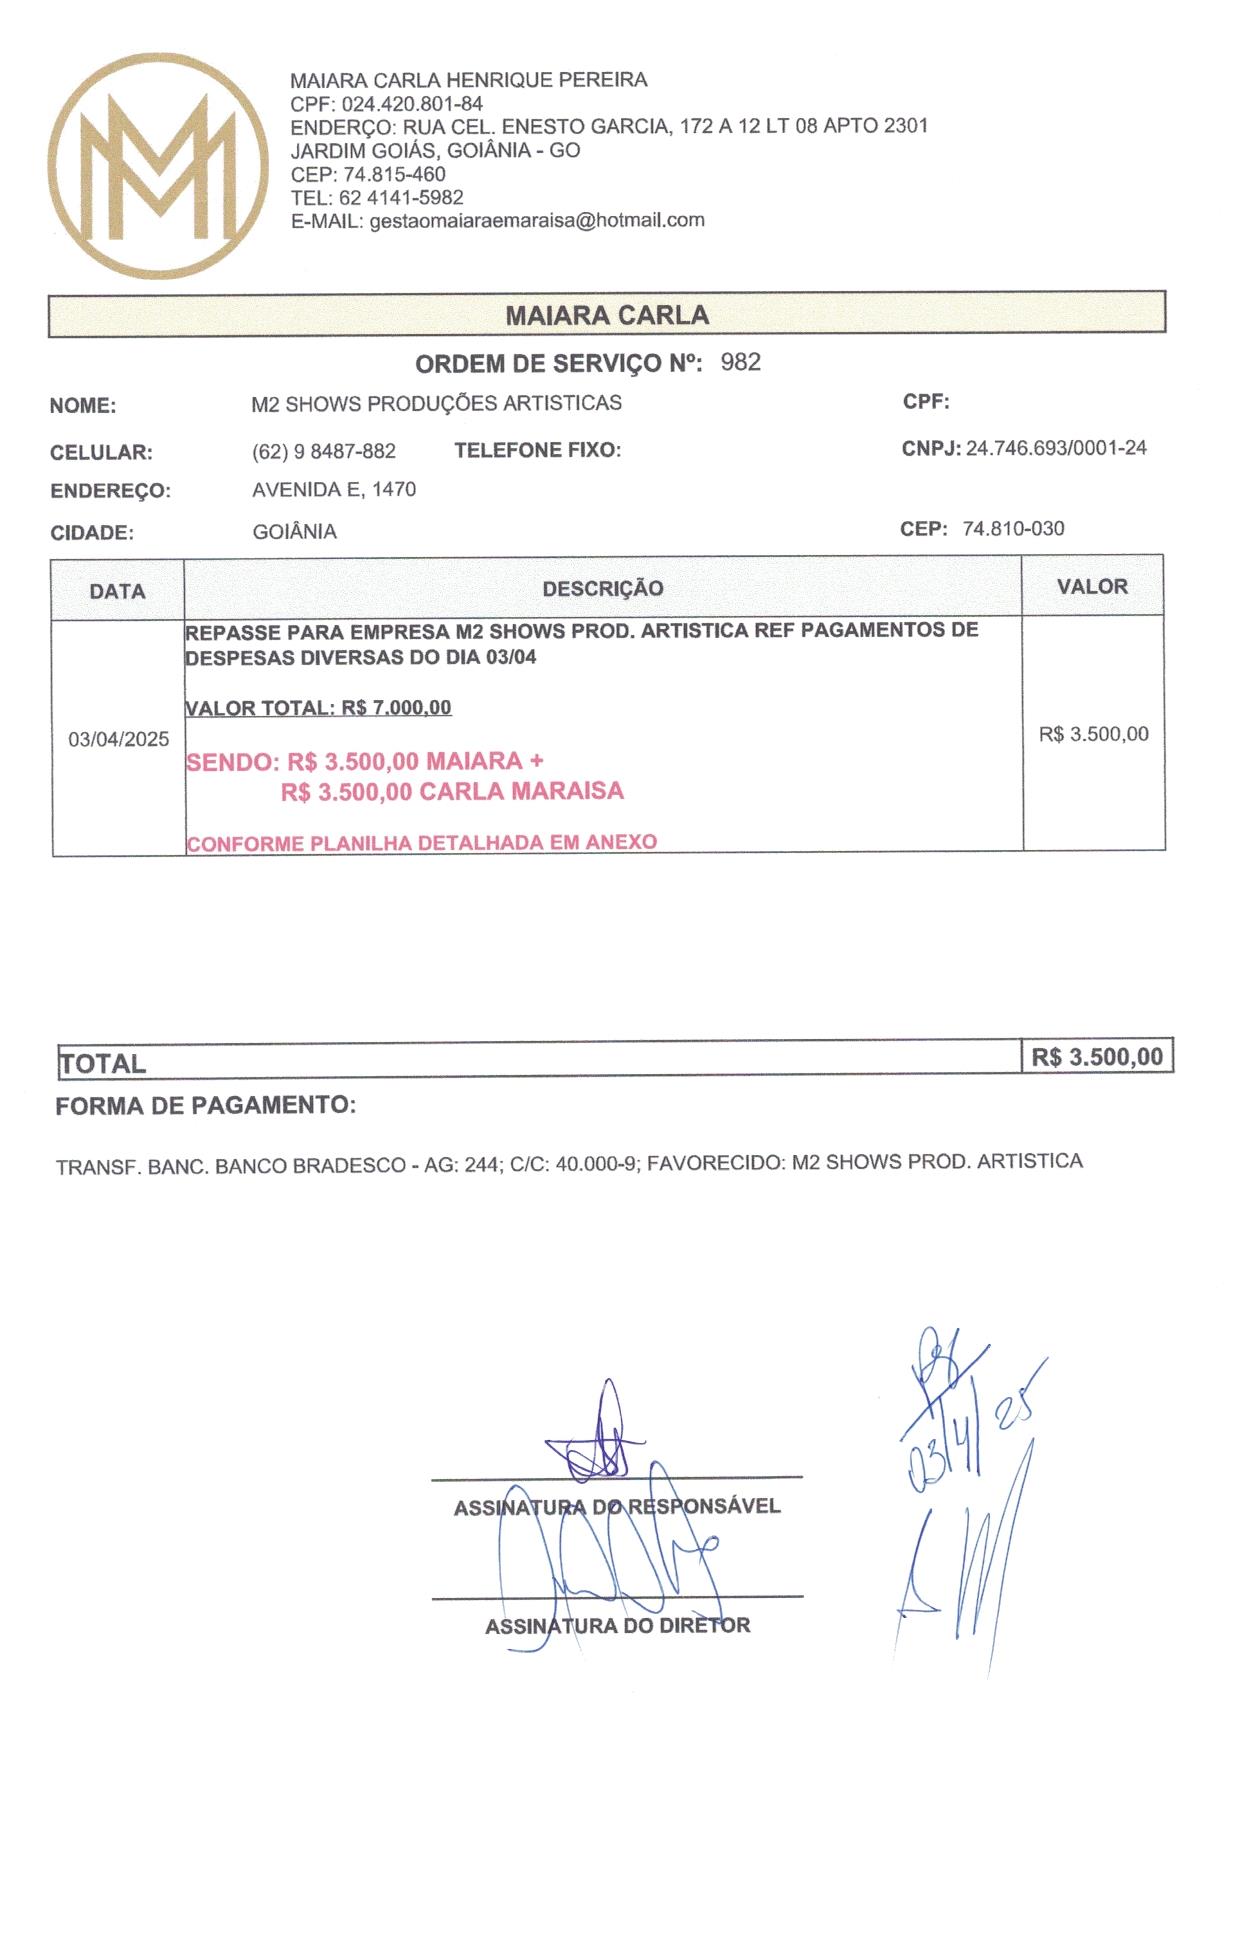 MAIARA CARLA HENRIQUE PEREIRA
CPF: 024.420.801-84
ENDERÇO: RUA CEL. ENESTO GARCIA, 172 A 12 LT 08 APTO 2301
JARDIM GOIÁS, GOIÂNIA - GO
CEP: 74.815-460
TEL: 62 4141-5982
E-MAIL: gestaomaiaraemaraisa@hotmail.com
MAIARA CARLA
ORDEM DE SERVIÇO Nº: 982
NOME: M2 SHOWS PRODUÇÕES ARTISTICAS CPF:
CELULAR: (62) 9 8487-882 TELEFONE FIXO: CNPJ: 24.746.693/0001-24
ENDEREÇO: AVENIDA E, 1470
CIDADE: GOIÂNIA CEP: 74.810-030
DATA DESCRIÇÃO VALOR
REPASSE PARA EMPRESA M2 SHOWS PROD. ARTISTICA REF PAGAMENTOS DE
DESPESAS DIVERSAS DO DIA 03/04
VALOR TOTAL: R$ 7.000,00
03/04/2025 R$ 3.500,00
SENDO: R$ 3.500,00 MAIARA +
R$ 3.500,00 CARLA MARAISA
CONFORME PLANILHA DETALHADA EM ANEXO
TOTAL R$ 3.500,00
FORMA DE PAGAMENTO:
TRANSF. BANC. BANCO BRADESCO - AG: 244; C/C: 40.000-9; FAVORECIDO: M2 SHOWS PROD. ARTISTICA
03/4/25
ASSINATURA DO RESPONSÁVEL
ASSINATURA DO DIRETOR